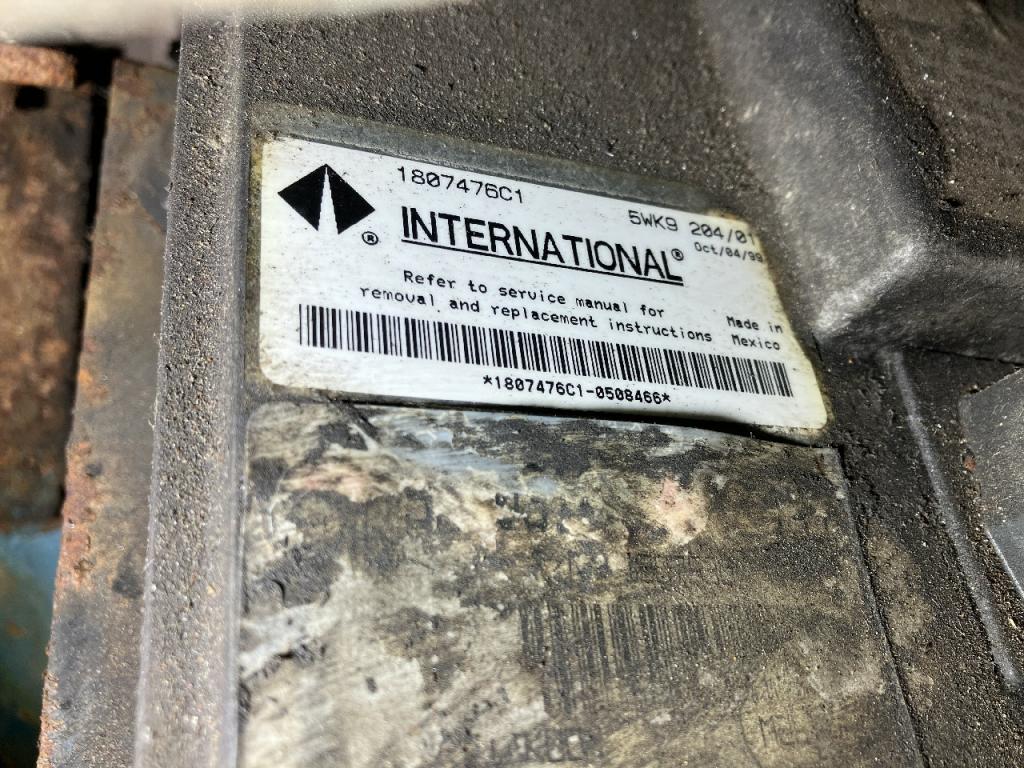 1807476C1
5WK9 204/01
Oct/04/99
INTERNATIONAL®
®
Refer to service manual for
removal and replacement instructions
Made in
Mexico
*1807476C1-0508466*